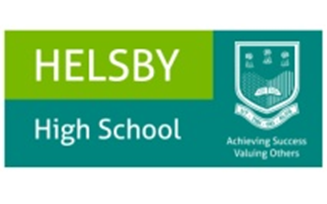 HELSBY
High School
Achieving Success
Valuing Others